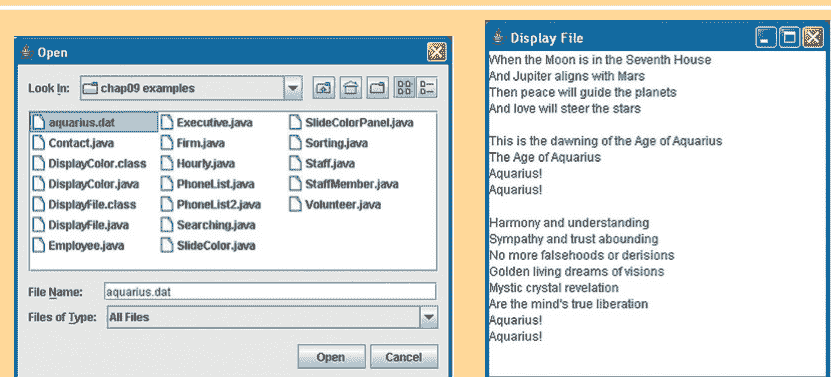 Open
Look In: chap09 examples
aquarius.dat
Contact.java
DisplayColor.class
DisplayColor.java
DisplayFile.class
DisplayFile.java
Employee.java
Executive.java
Firm.java
Hourly.java
PhoneList.java
PhoneList2.java
Searching.java
SlideColor.java
SlideColorPanel.java
Sorting.java
Staff.java
StaffMember.java
Volunteer.java
File Name: aquarius.dat
Files of Type: All Files
Open Cancel
Display File
When the Moon is in the Seventh House
And Jupiter aligns with Mars
Then peace will guide the planets
And love will steer the stars
This is the dawning of the Age of Aquarius
The Age of Aquarius
Aquarius!
Aquarius!
Harmony and understanding
Sympathy and trust abounding
No more falsehoods or derisions
Golden living dreams of visions
Mystic crystal revelation
Are the mind's true liberation
Aquarius!
Aquarius!